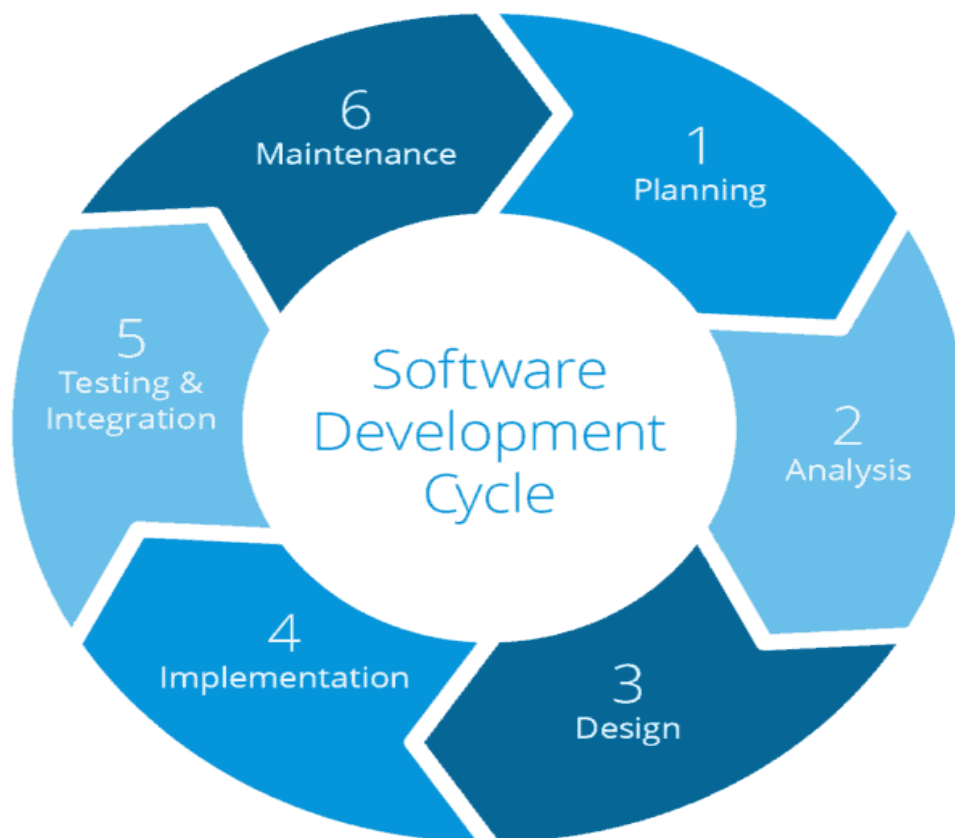 Software
Development
Cycle
1
Planning
2
Analysis
3
Design
4
Implementation
5
Testing &
Integration
6
Maintenance